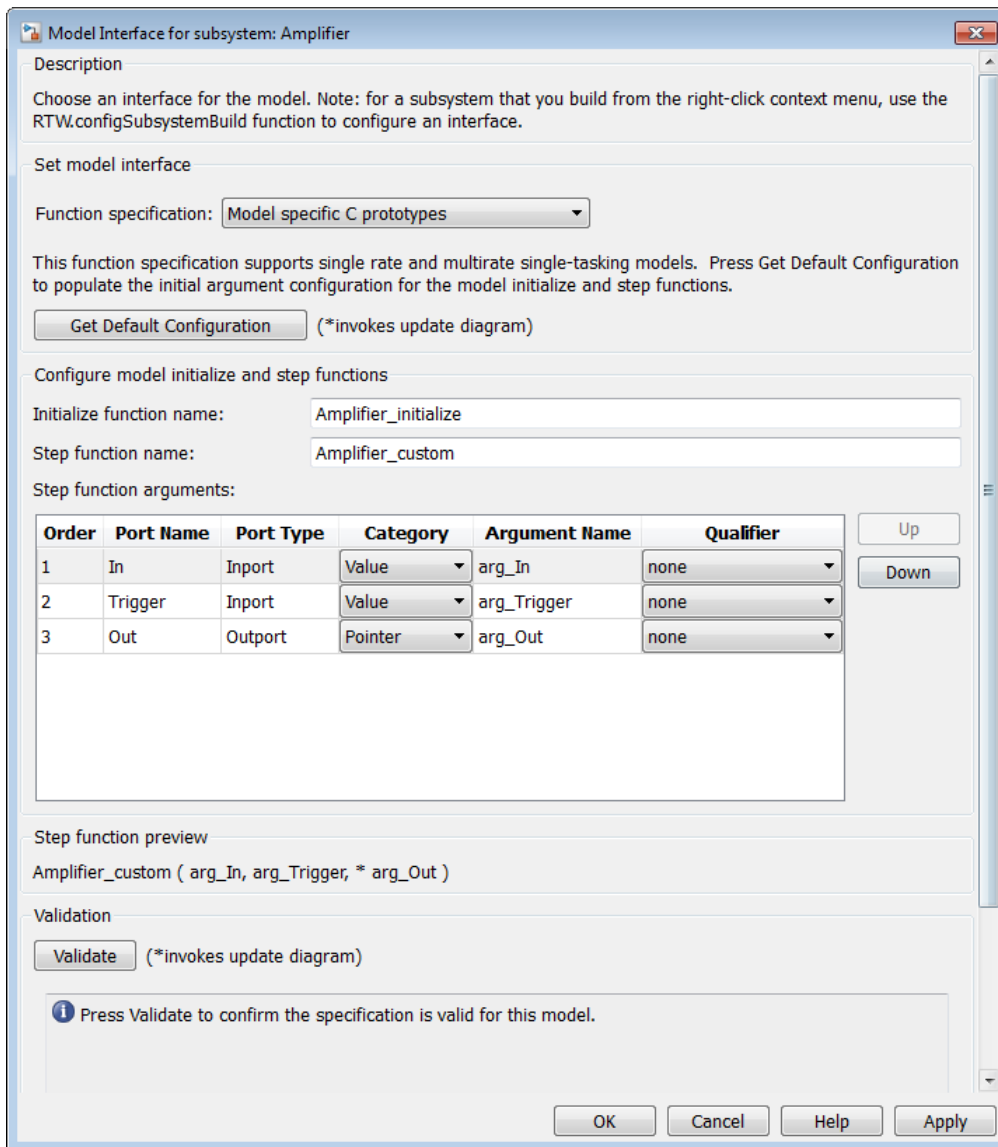 Model Interface for subsystem: Amplifier
Description
Choose an interface for the model. Note: for a subsystem that you build from the right-click context menu, use the
RTW.configSubsystemBuild function to configure an interface.
Set model interface
Function specification: Model specific C prototypes
This function specification supports single rate and multirate single-tasking models.  Press Get Default Configuration
to populate the initial argument configuration for the model initialize and step functions.
Get Default Configuration (*invokes update diagram)
Configure model initialize and step functions
Initialize function name: Amplifier_initialize
Step function name: Amplifier_custom
Step function arguments:
Order Port Name Port Type Category Argument Name Qualifier Up
1 In Inport Value arg_In none Down
2 Trigger Inport Value arg_Trigger none
3 Out Outport Pointer arg_Out none
Step function preview
Amplifier_custom ( arg_In, arg_Trigger, * arg_Out )
Validation
Validate (*invokes update diagram)
Press Validate to confirm the specification is valid for this model.
OK Cancel Help Apply